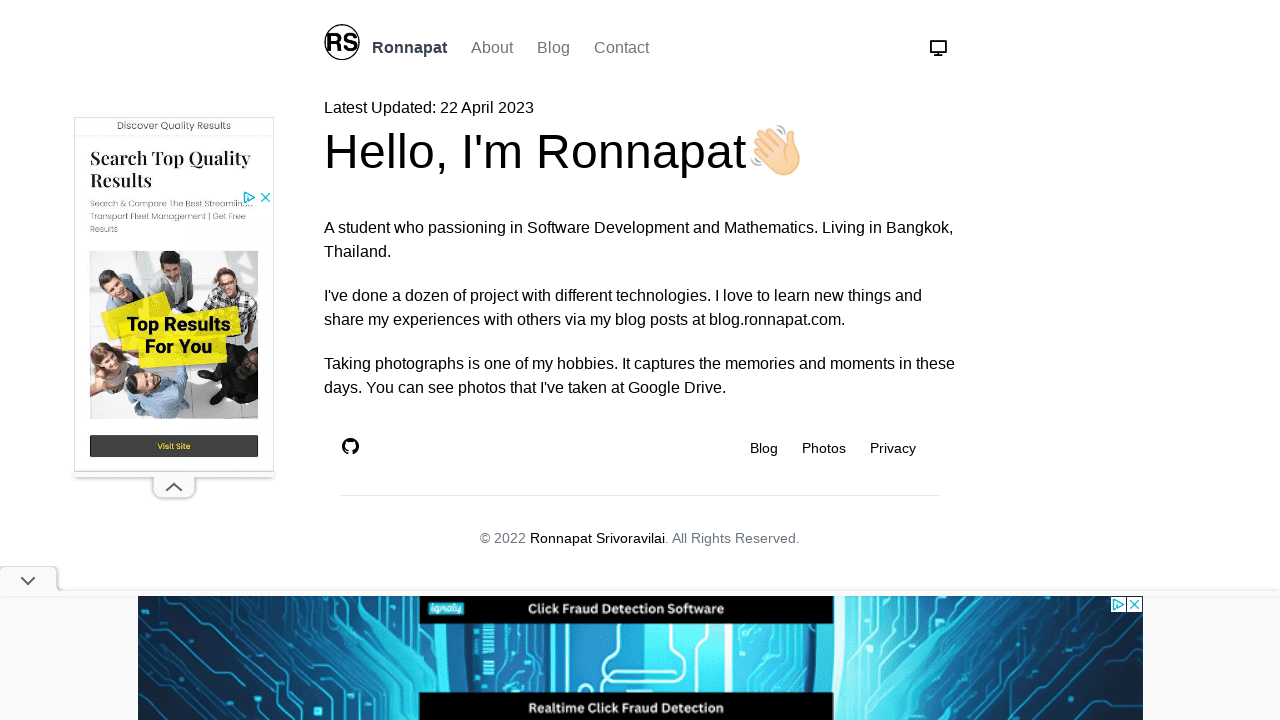 RS Ronnapat About Blog Contact
Latest Updated: 22 April 2023
Hello, I'm Ronnapat
A student who passioning in Software Development and Mathematics. Living in Bangkok,
Thailand.
I've done a dozen of project with different technologies. I love to learn new things and
share my experiences with others via my blog posts at blog.ronnapat.com.
Taking photographs is one of my hobbies. It captures the memories and moments in these
days. You can see photos that I've taken at Google Drive.
Blog Photos Privacy
© 2022 Ronnapat Srivoravilai. All Rights Reserved.
Discover Quality Results
Search Top Quality
Results
Search & Compare The Best Streamline
Transport Fleet Management | Get Free
Results
Top Results
For You
Visit Site
Click Fraud Detection Software
Realtime Click Fraud Detection